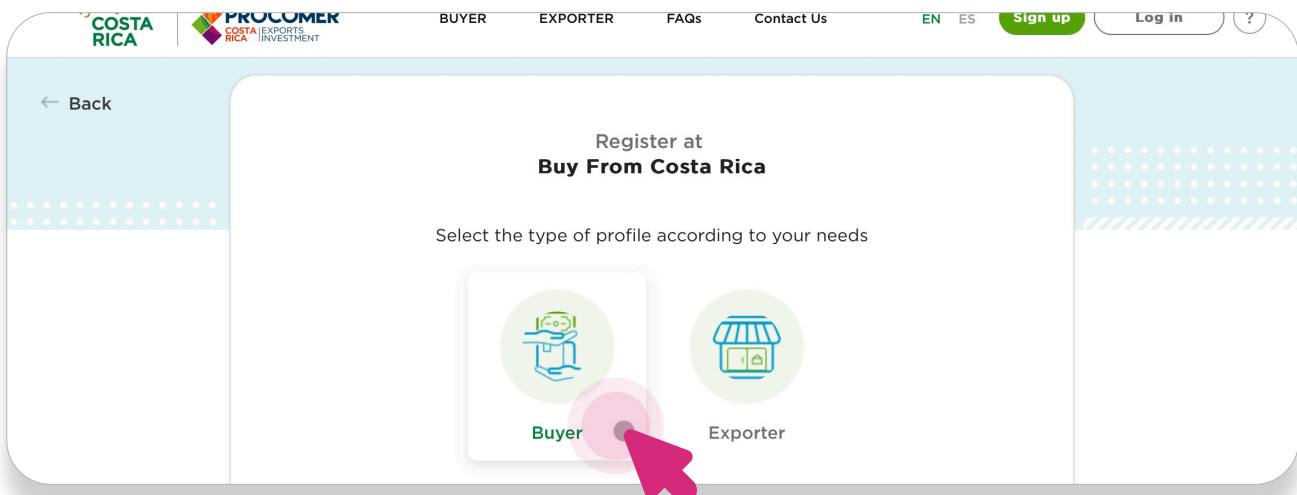 COSTA
RICA
PROCOMER
COSTA RICA EXPORTS INVESTMENT
BUYER EXPORTER FAQs Contact Us EN ES Sign up Log in ?
← Back
Register at
Buy From Costa Rica
Select the type of profile according to your needs
Buyer Exporter